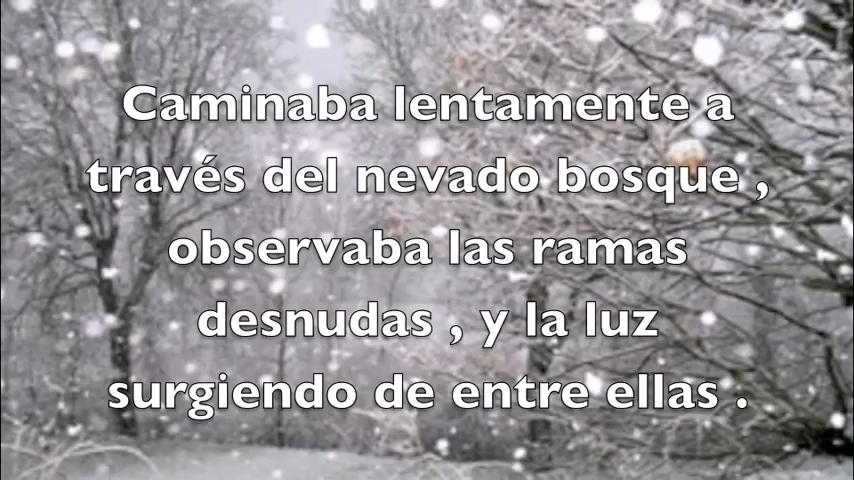 Caminaba lentamente a
través del nevado bosque ,
observaba las ramas
desnudas , y la luz
surgiendo de entre ellas .